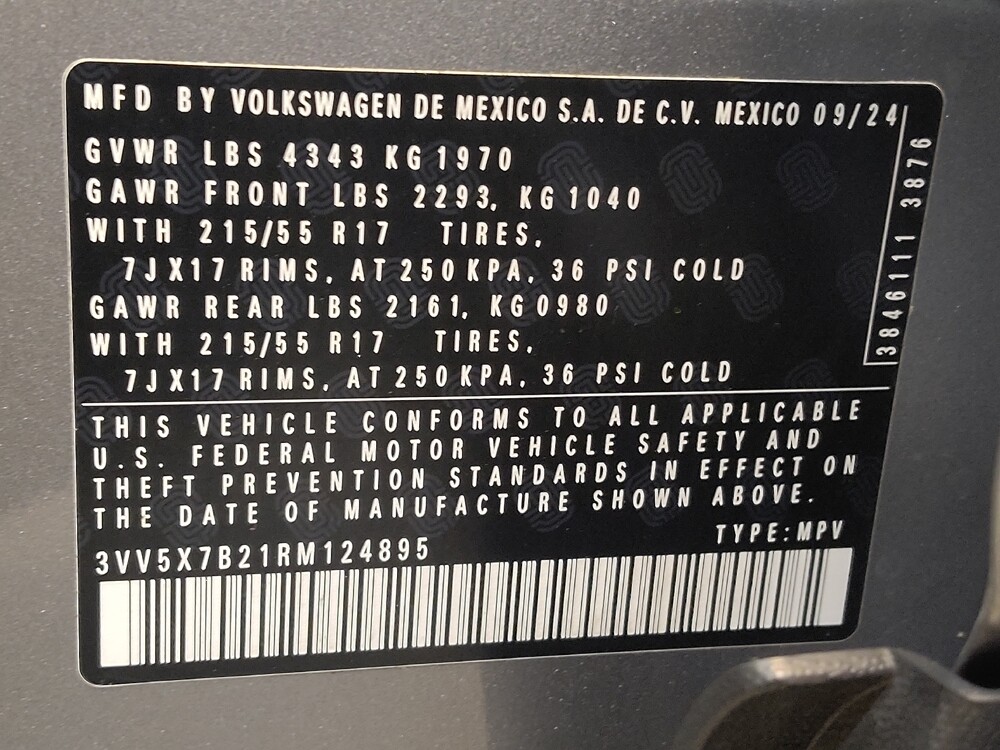 MFD BY VOLKSWAGEN DE MEXICO S.A. DE C.V. MEXICO 09/24
GVWR LBS 4343 KG 1970
GAWR FRONT LBS 2293, KG 1040
WITH 215/55 R17 TIRES,
7JX17 RIMS, AT 250 KPA, 36 PSI COLD
GAWR REAR LBS 2161, KG 0980
WITH 215/55 R17 TIRES,
7JX17 RIMS, AT 250 KPA, 36 PSI COLD
3846111 3876
THIS VEHICLE CONFORMS TO ALL APPLICABLE
U.S. FEDERAL MOTOR VEHICLE SAFETY AND
THEFT PREVENTION STANDARDS IN EFFECT ON
THE DATE OF MANUFACTURE SHOWN ABOVE.
TYPE:MPV
3VV5X7B21RM124895